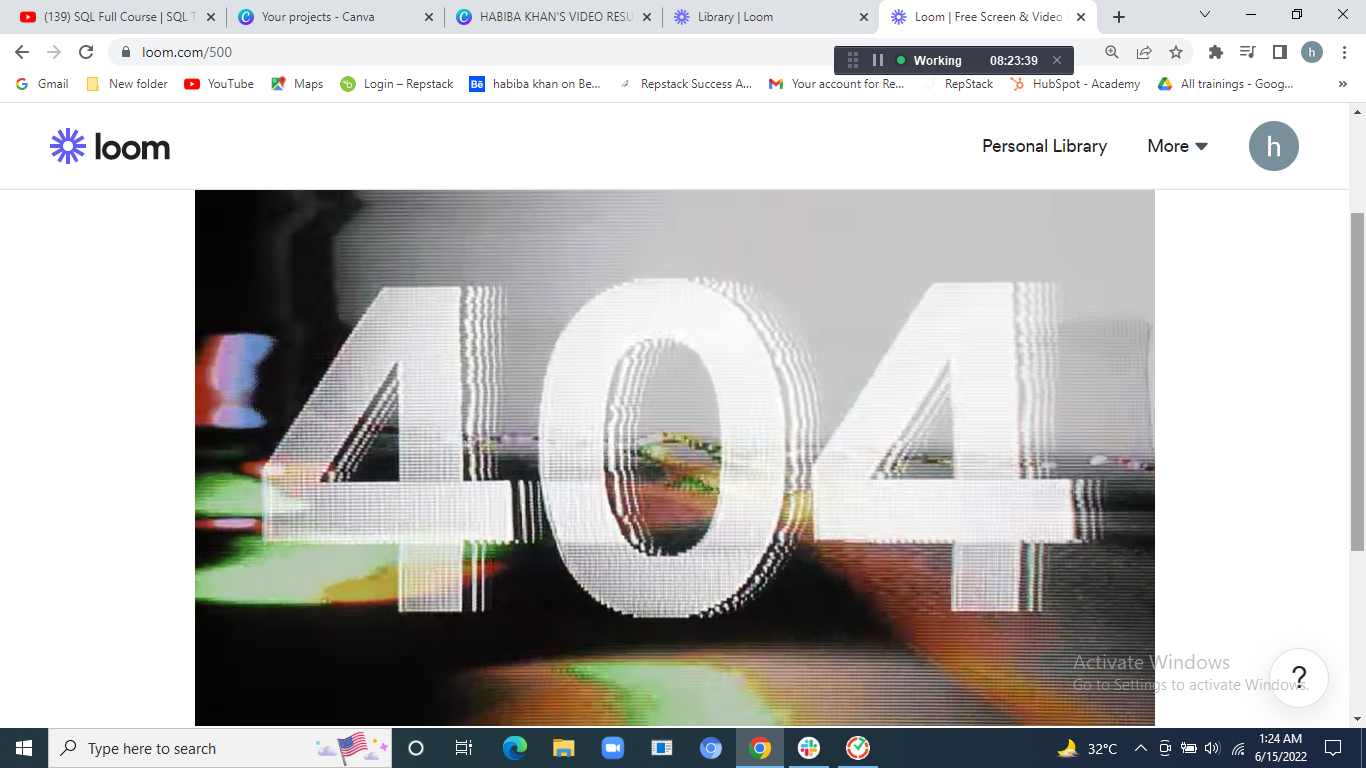 (139) SQL Full Course | SQL T
Your projects - Canva
HABIBA KHAN'S VIDEO RESU
Library | Loom
Loom | Free Screen & Video
loom.com/500
Working 08:23:39
h
Gmail
New folder
YouTube
Maps
Login – Repstack
Bē
habiba khan on Be...
Repstack Success A...
Your account for Re...
RepStack
HubSpot - Academy
All trainings - Goog...
»
loom
Personal Library
More
h
404
Activate Windows
Go to Settings to activate Windows.
?
Type here to search
32°C
1:24 AM
6/15/2022